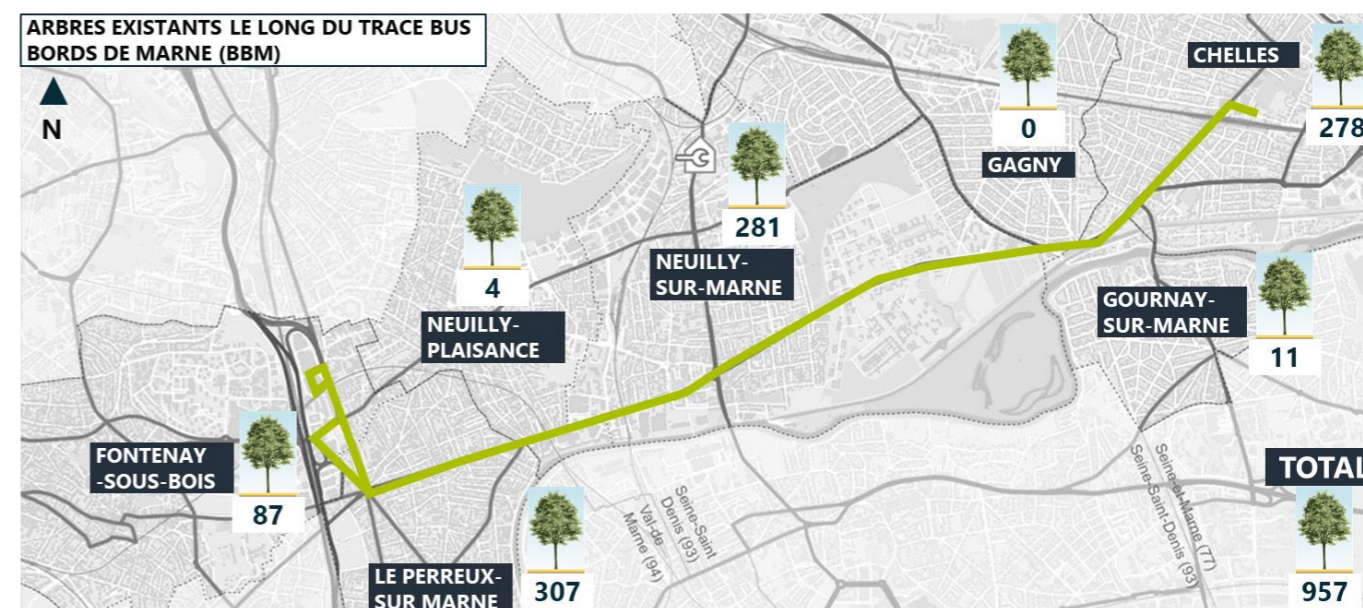 ARBRES EXISTANTS LE LONG DU TRACE BUS
BORDS DE MARNE (BBM)
N
CHELLES
278
0
GAGNY
281
NEUILLY-
SUR-MARNE
4
NEUILLY-
PLAISANCE
GOURNAY-
SUR-MARNE
11
FONTENAY
-SOUS-BOIS
87
TOTAL
957
LE PERREUX-
SUR MARNE
307
Seine-Saint
Denis (93)
Val-de
Marne (94)
Seine-et-Marne (77)
Seine-Saint-Denis (93)